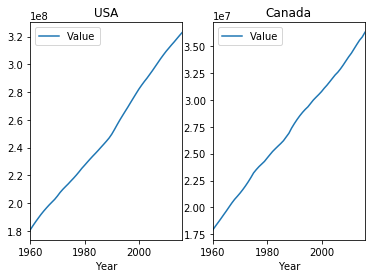 USA
1e8
Value
3.2
3.0
2.8
2.6
2.4
2.2
2.0
1.8
1960
1980
2000
Year
Canada
1e7
Value
3.50
3.25
3.00
2.75
2.50
2.25
2.00
1.75
1960
1980
2000
Year